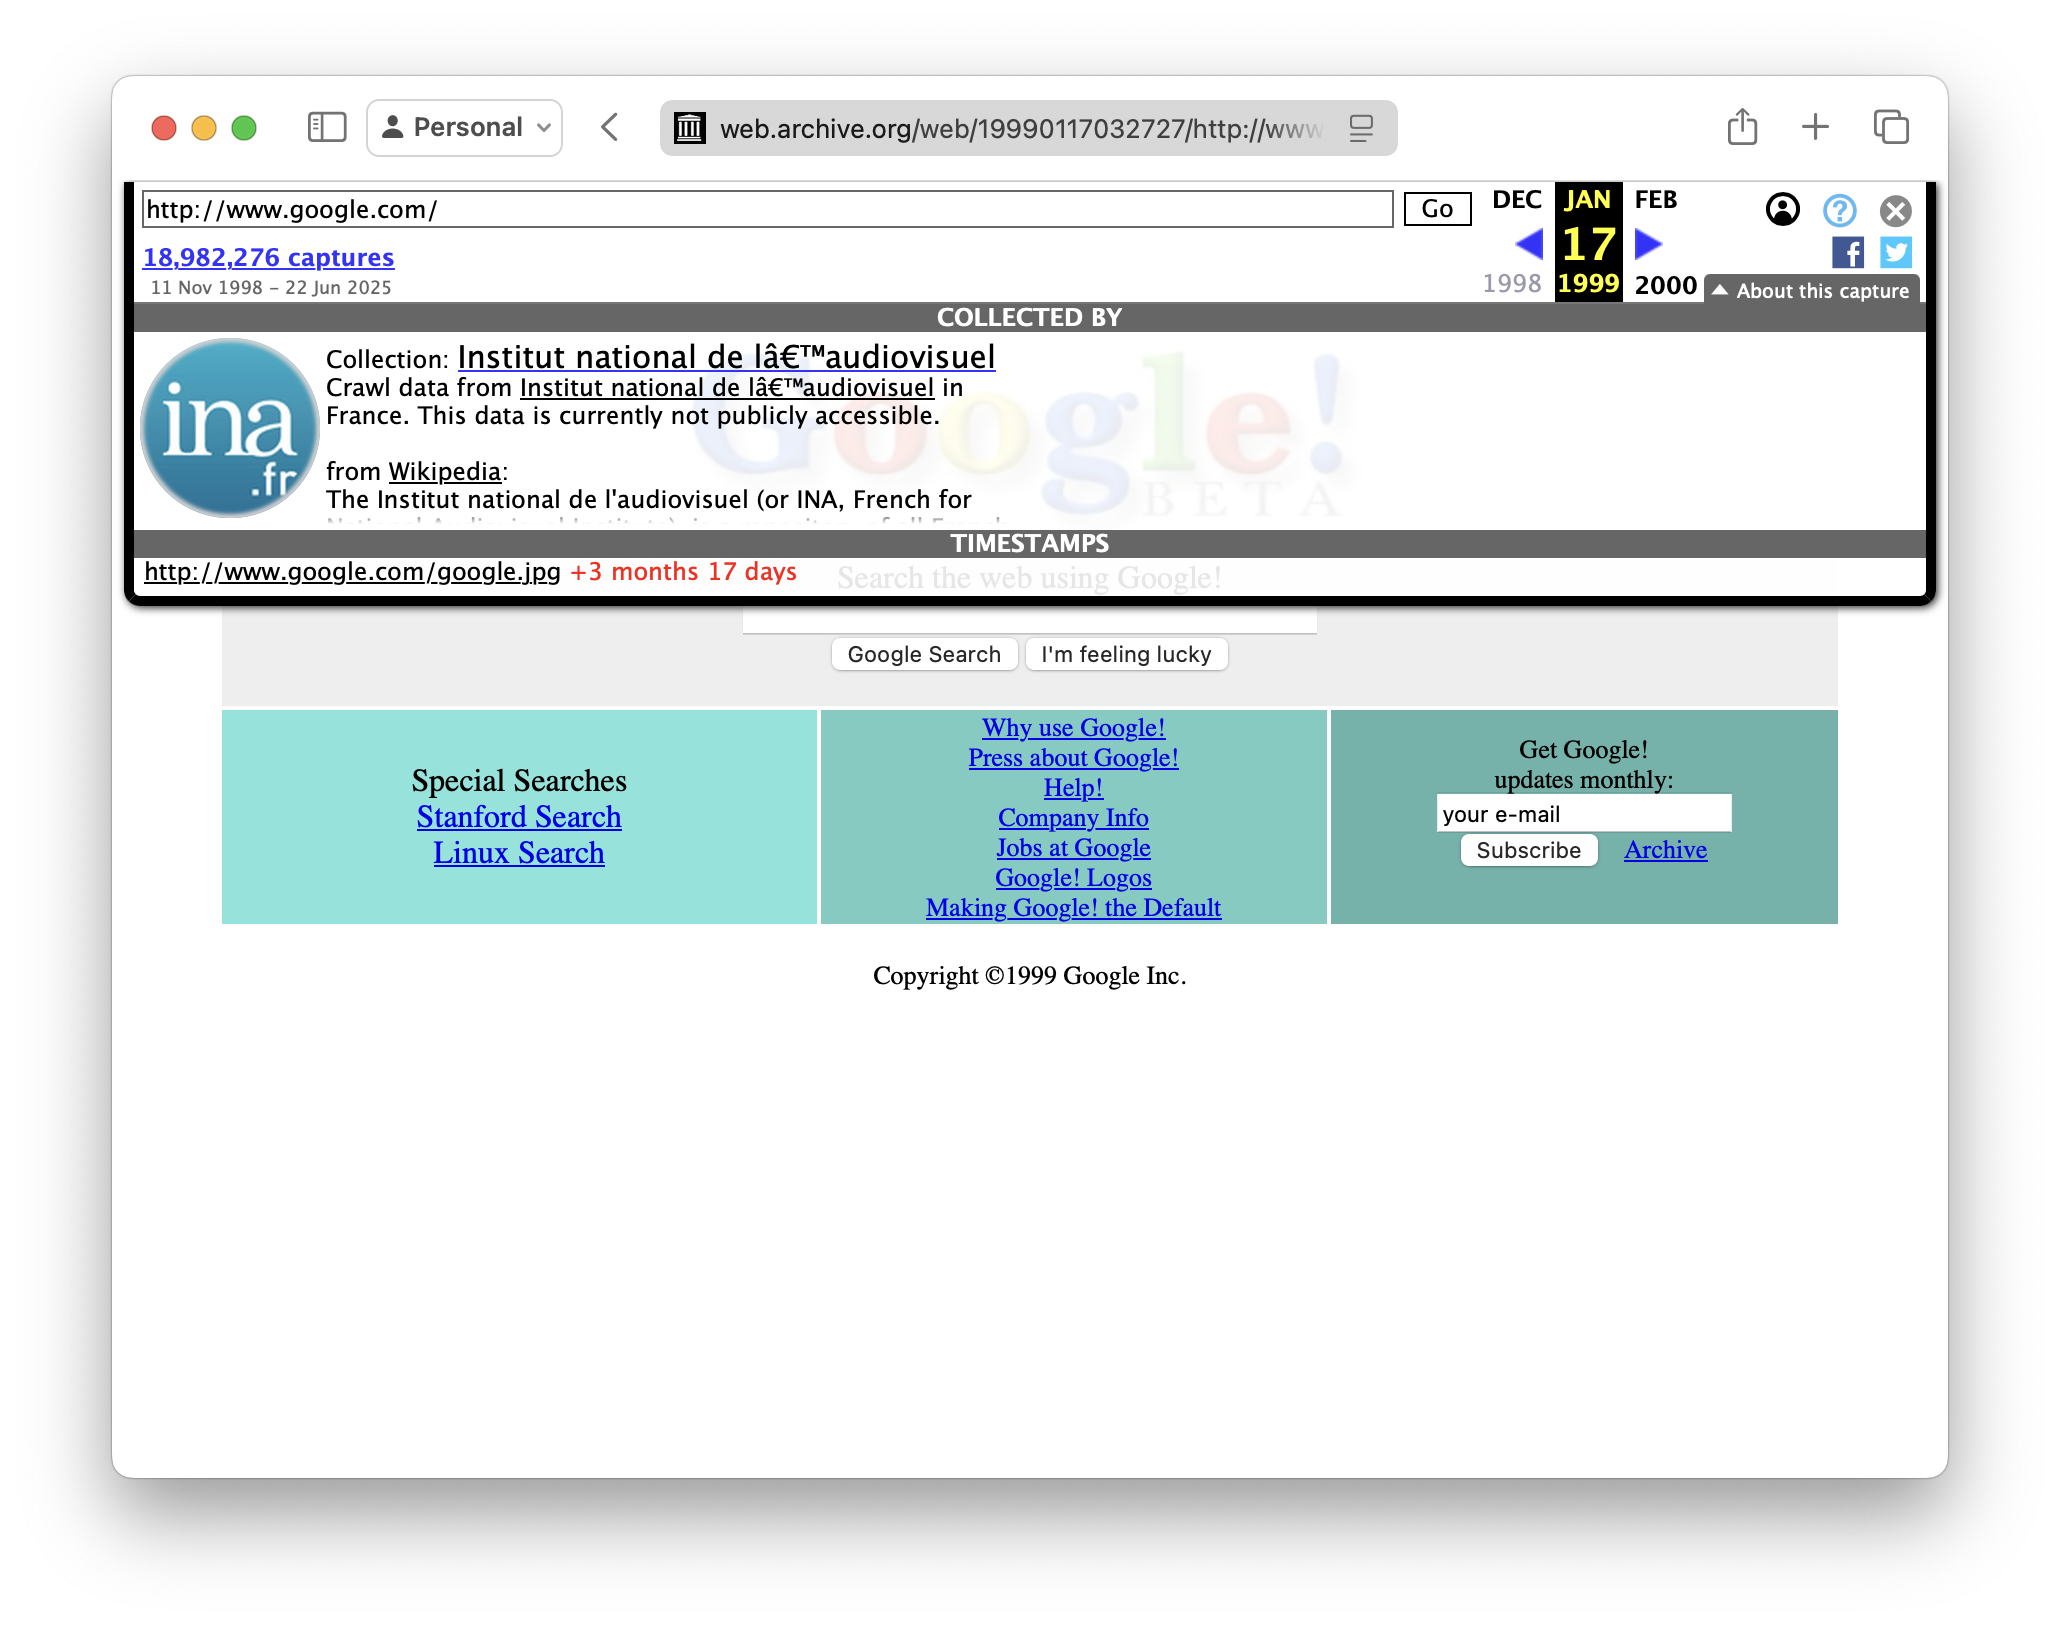 Personal
web.archive.org/web/19990117032727/http://www
http://www.google.com/
Go
DEC JAN FEB
17
1998 1999 2000
18,982,276 captures
11 Nov 1998 – 22 Jun 2025
f
About this capture
COLLECTED BY
ina
.fr
Collection: Institut national de lâ€™audiovisuel
Crawl data from Institut national de lâ€™audiovisuel in
France. This data is currently not publicly accessible.
from Wikipedia:
The Institut national de l'audiovisuel (or INA, French for
Google!
BETA
TIMESTAMPS
http://www.google.com/google.jpg +3 months 17 days
Search the web using Google!
Google Search I'm feeling lucky
Special Searches
Stanford Search
Linux Search
Why use Google!
Press about Google!
Help!
Company Info
Jobs at Google
Google! Logos
Making Google! the Default
Get Google!
updates monthly:
your e-mail
Subscribe Archive
Copyright ©1999 Google Inc.